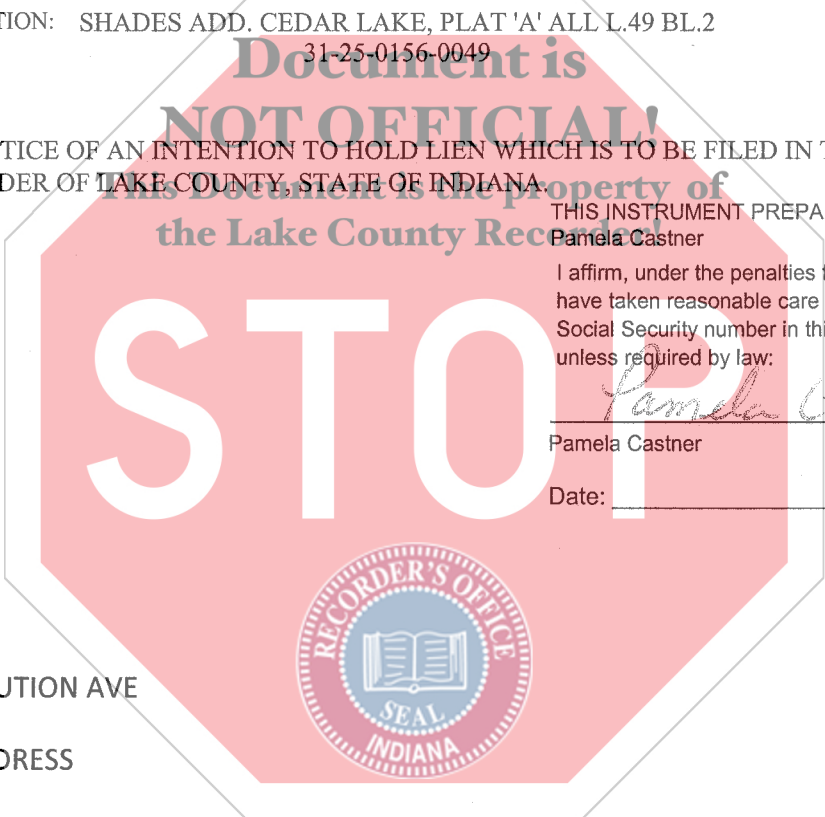 TION: SHADES ADD. CEDAR LAKE, PLAT 'A' ALL L.49 BL.2
31-25-0156-0049
Document is
NOT OFFICIAL!
TICE OF AN INTENTION TO HOLD LIEN WHICH IS TO BE FILED IN T
DER OF LAKE COUNTY, STATE OF INDIANA.
This Document is the property of
the Lake County Recorder!
THIS INSTRUMENT PREPA
Pamela Castner
I affirm, under the penalties f
have taken reasonable care
Social Security number in thi
unless required by law:
Pamela C
Pamela Castner
Date:
STOP
RECORDER'S OFFICE
SEAL
INDIANA
UTION AVE
DRESS